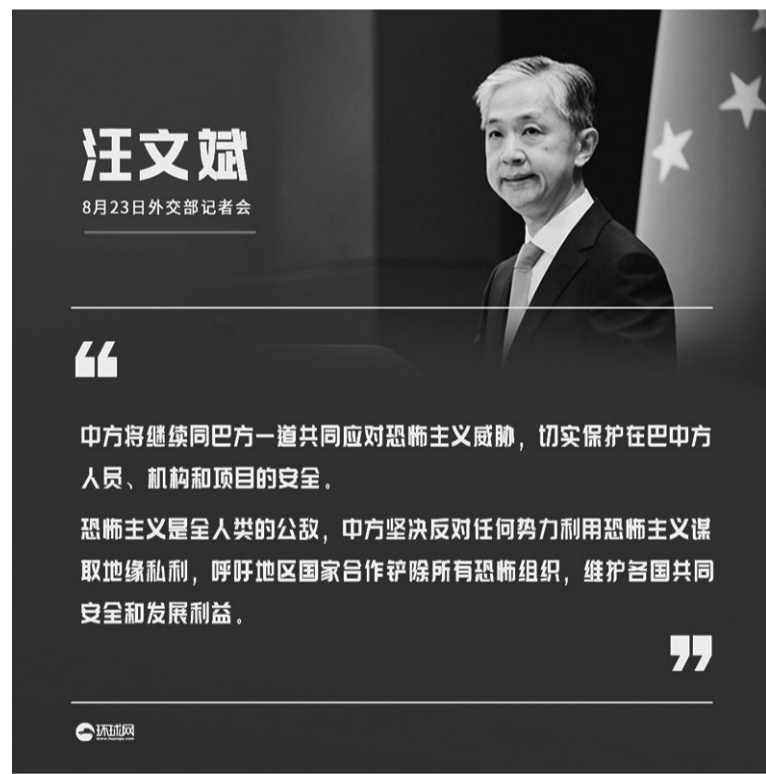 汪文斌
8月23日外交部记者会
“
中方将继续同巴方一道共同应对恐怖主义威胁，切实保护在巴中方
人员、机构和项目的安全。
恐怖主义是全人类的公敌，中方坚决反对任何势力利用恐怖主义谋
取地缘私利，呼吁地区国家合作铲除所有恐怖组织，维护各国共同
安全和发展利益。
”
环球网
www.huanqiu.com